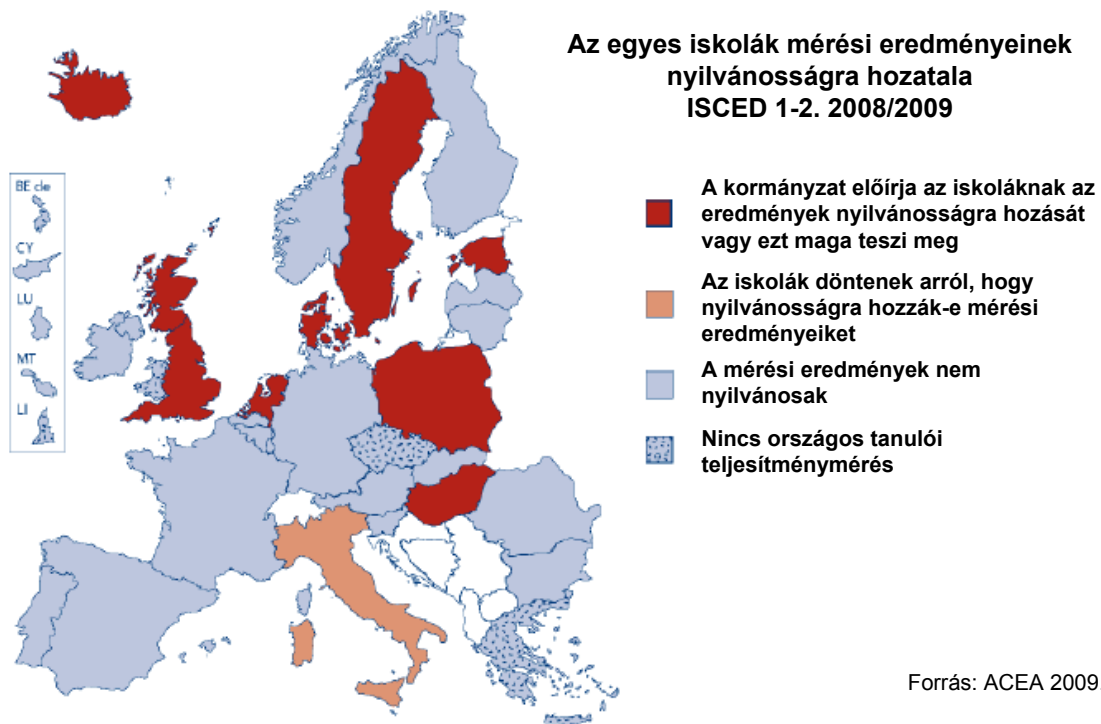 Az egyes iskolák mérési eredményeinek
nyilvánosságra hozatala
ISCED 1-2. 2008/2009
BE de
CY
LU
MT
LI
A kormányzat előírja az iskoláknak az
eredmények nyilvánosságra hozását
vagy ezt maga teszi meg
Az iskolák döntenek arról, hogy
nyilvánosságra hozzák-e mérési
eredményeiket
A mérési eredmények nem
nyilvánosak
Nincs országos tanulói
teljesítménymérés
Forrás: ACEA 2009.